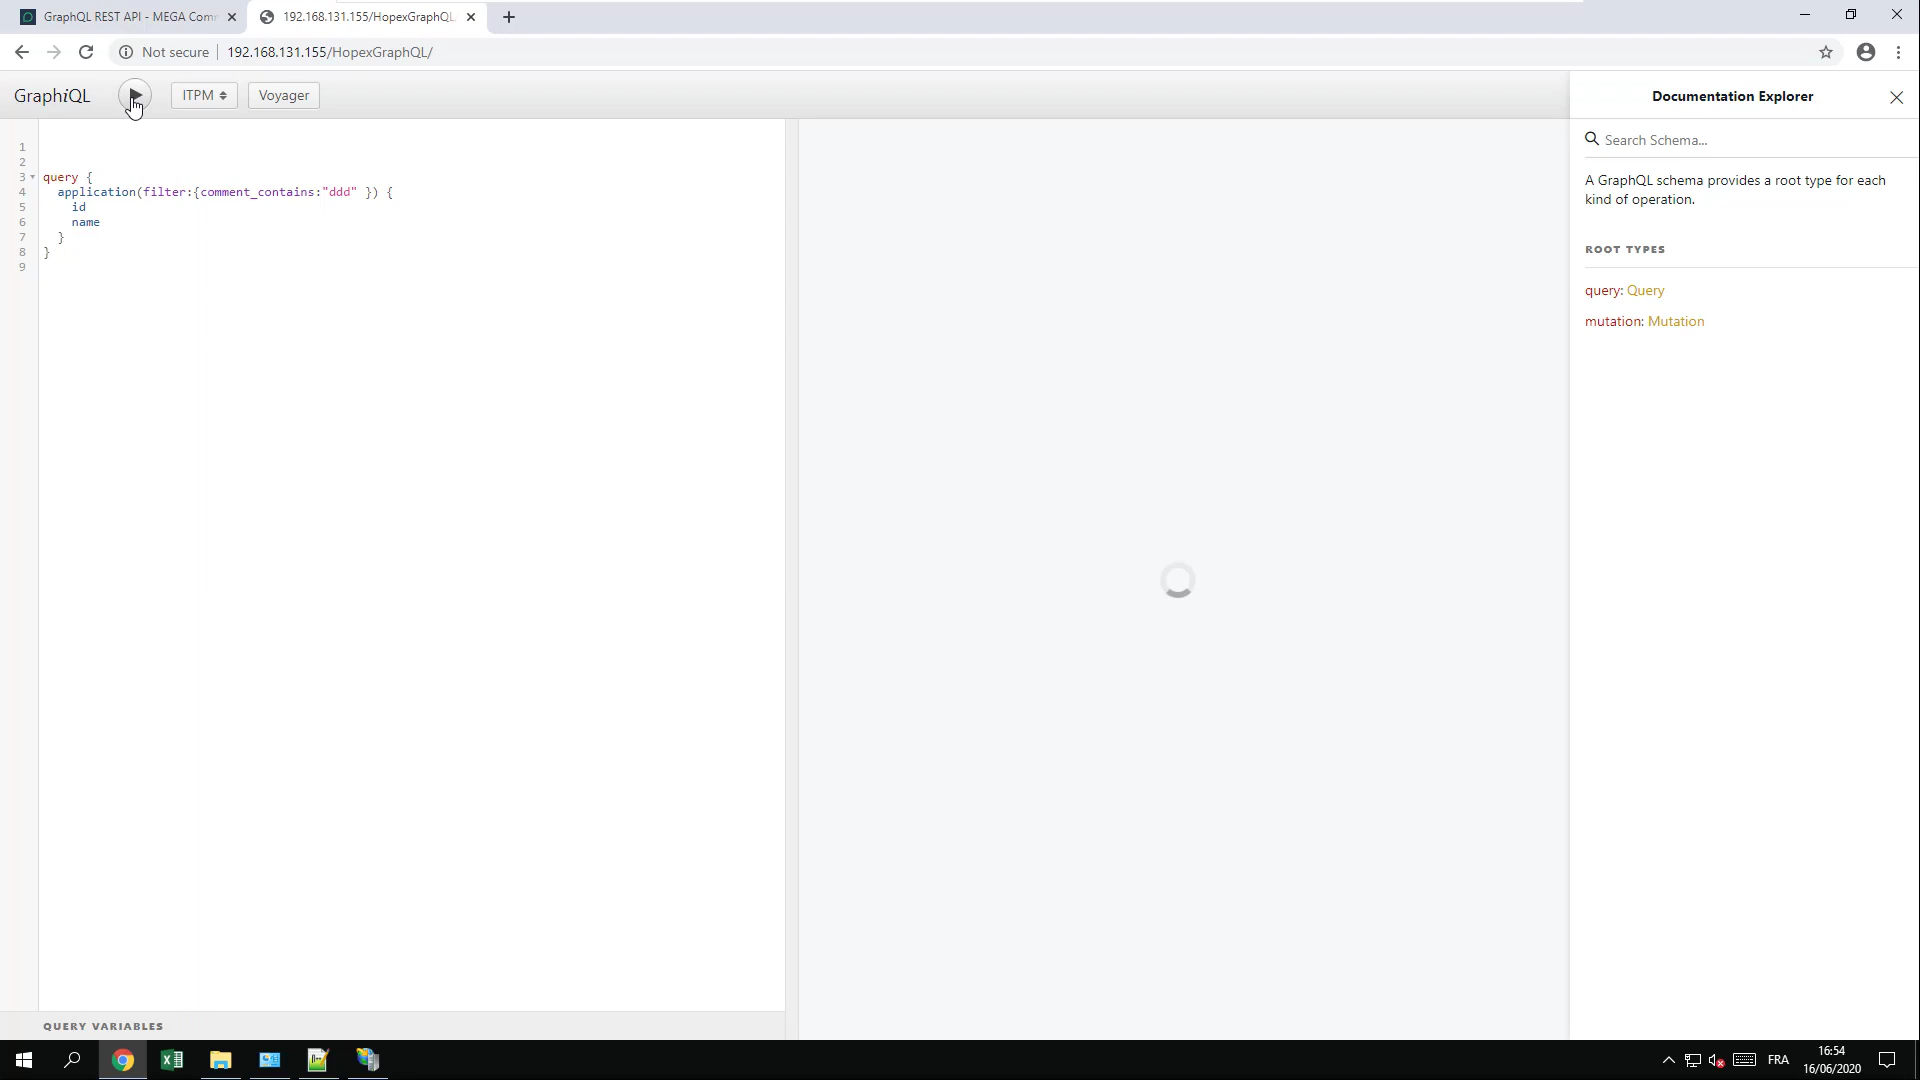 GraphQL REST API - MEGA Com
192.168.131.155/HopexGraphQL
Not secure
192.168.131.155/HopexGraphQL/
GraphiQL
ITPM
Voyager
Documentation Explorer
Search Schema...
A GraphQL schema provides a root type for each
kind of operation.
ROOT TYPES
query: Query
mutation: Mutation
1
2
3 query {
4 application(filter:{comment_contains:"ddd" }) {
5 id
6 name
7 }
8 }
9
QUERY VARIABLES
FRA
16:54
16/06/2020